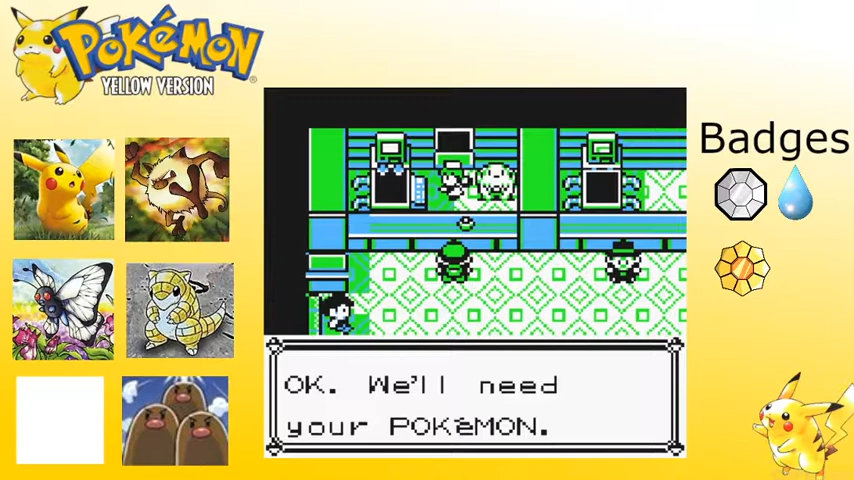 POKÉMON
YELLOW VERSION
Badges
OK. We'll need
your POKéMON.